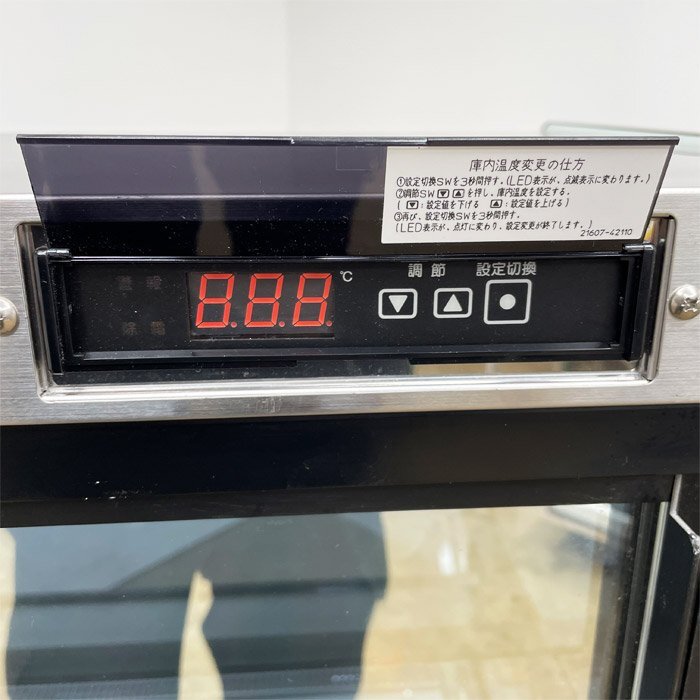 庫内温度変更の仕方
①設定切換SWを3秒間押す。(LED表示が、点滅表示に変わります。)
②調節SW▼▲を押し、庫内温度を設定する。
(▼:設定値を下げる ▲:設定値を上げる)
③再び、設定切換SWを3秒間押す。
(LED表示が、点灯に変わり、設定変更が終了します。)
21607-42110
調節 設定切換
8.8.8. ℃
除霜